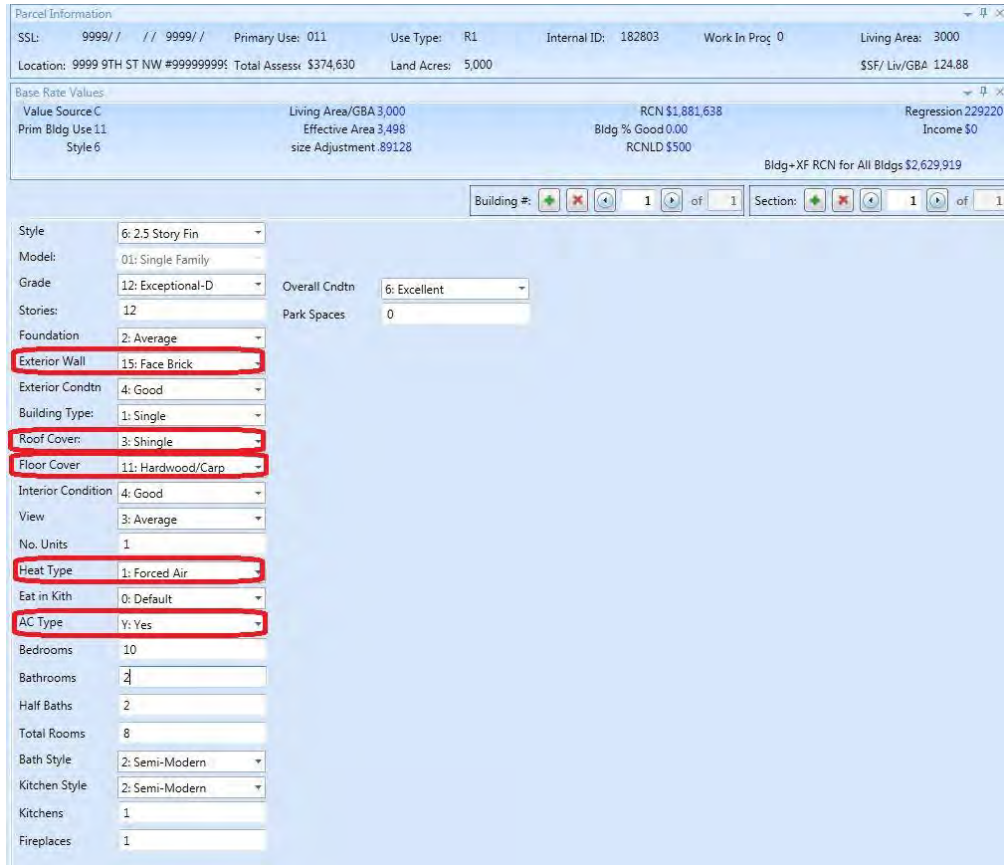 Parcel Information
SSL: 9999/ / / / 9999/ / Primary Use: 011 Use Type: R1 Internal ID: 182803 Work In Proç 0 Living Area: 3000
Location: 9999 9TH ST NW #999999999 Total Assesse $374,630 Land Acres: 5,000 $SF/ Liv/GBA 124.88
Base Rate Values
Value Source C Living Area/GBA 3,000 RCN $1,881,638 Regression 229220
Prim Bldg Use 11 Effective Area 3,498 Bldg % Good 0.00 Income $0
Style 6 size Adjustment .89128 RCNLD $500
Bldg+XF RCN for All Bldgs $2,629,919
Building #: 1 of 1 Section: 1 of 1
Style 6: 2.5 Story Fin
Model: 01: Single Family
Grade 12: Exceptional-D Overall Cndtn 6: Excellent
Stories: 12 Park Spaces 0
Foundation 2: Average
Exterior Wall 15: Face Brick
Exterior Condtn 4: Good
Building Type: 1: Single
Roof Cover: 3: Shingle
Floor Cover 11: Hardwood/Carp
Interior Condition 4: Good
View 3: Average
No. Units 1
Heat Type 1: Forced Air
Eat in Kith 0: Default
AC Type Y: Yes
Bedrooms 10
Bathrooms 2
Half Baths 2
Total Rooms 8
Bath Style 2: Semi-Modern
Kitchen Style 2: Semi-Modern
Kitchens 1
Fireplaces 1